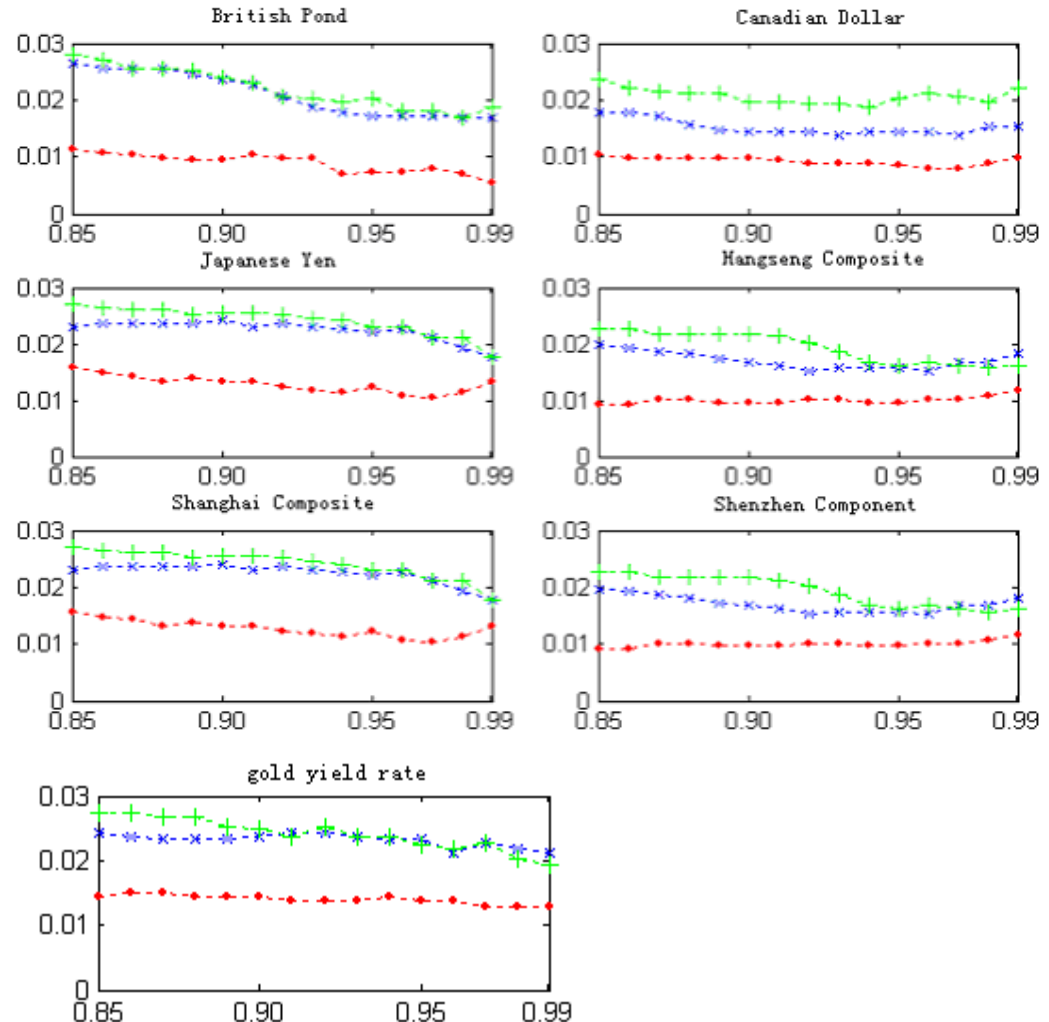 British Pond
Canadian Dollar
0.03
0.02
0.01
0
0.85 0.90 0.95 0.99
0.03
0.02
0.01
0
0.85 0.90 0.95 0.99
Japanese Yen
Hangseng Composite
0.03
0.02
0.01
0
0.85 0.90 0.95 0.99
0.03
0.02
0.01
0
0.85 0.90 0.95 0.99
Shanghai Composite
Shenzhen Component
0.03
0.02
0.01
0
0.85 0.90 0.95 0.99
0.03
0.02
0.01
0
0.85 0.90 0.95 0.99
gold yield rate
0.03
0.02
0.01
0
0.85 0.90 0.95 0.99